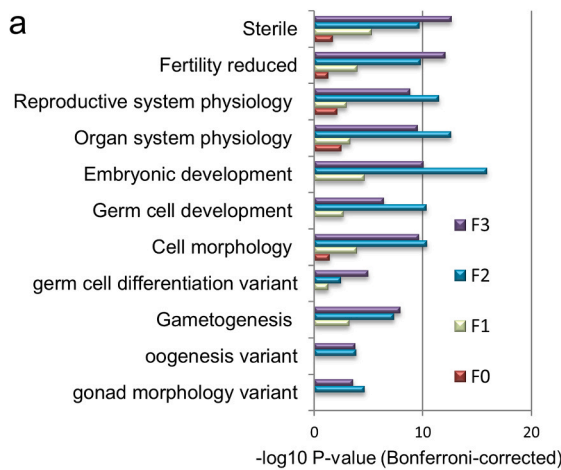 a
Sterile
Fertility reduced
Reproductive system physiology
Organ system physiology
Embryonic development
Germ cell development
Cell morphology
germ cell differentiation variant
Gametogenesis
oogenesis variant
gonad morphology variant
F3
F2
F1
F0
0 10 20
-log10 P-value (Bonferroni-corrected)